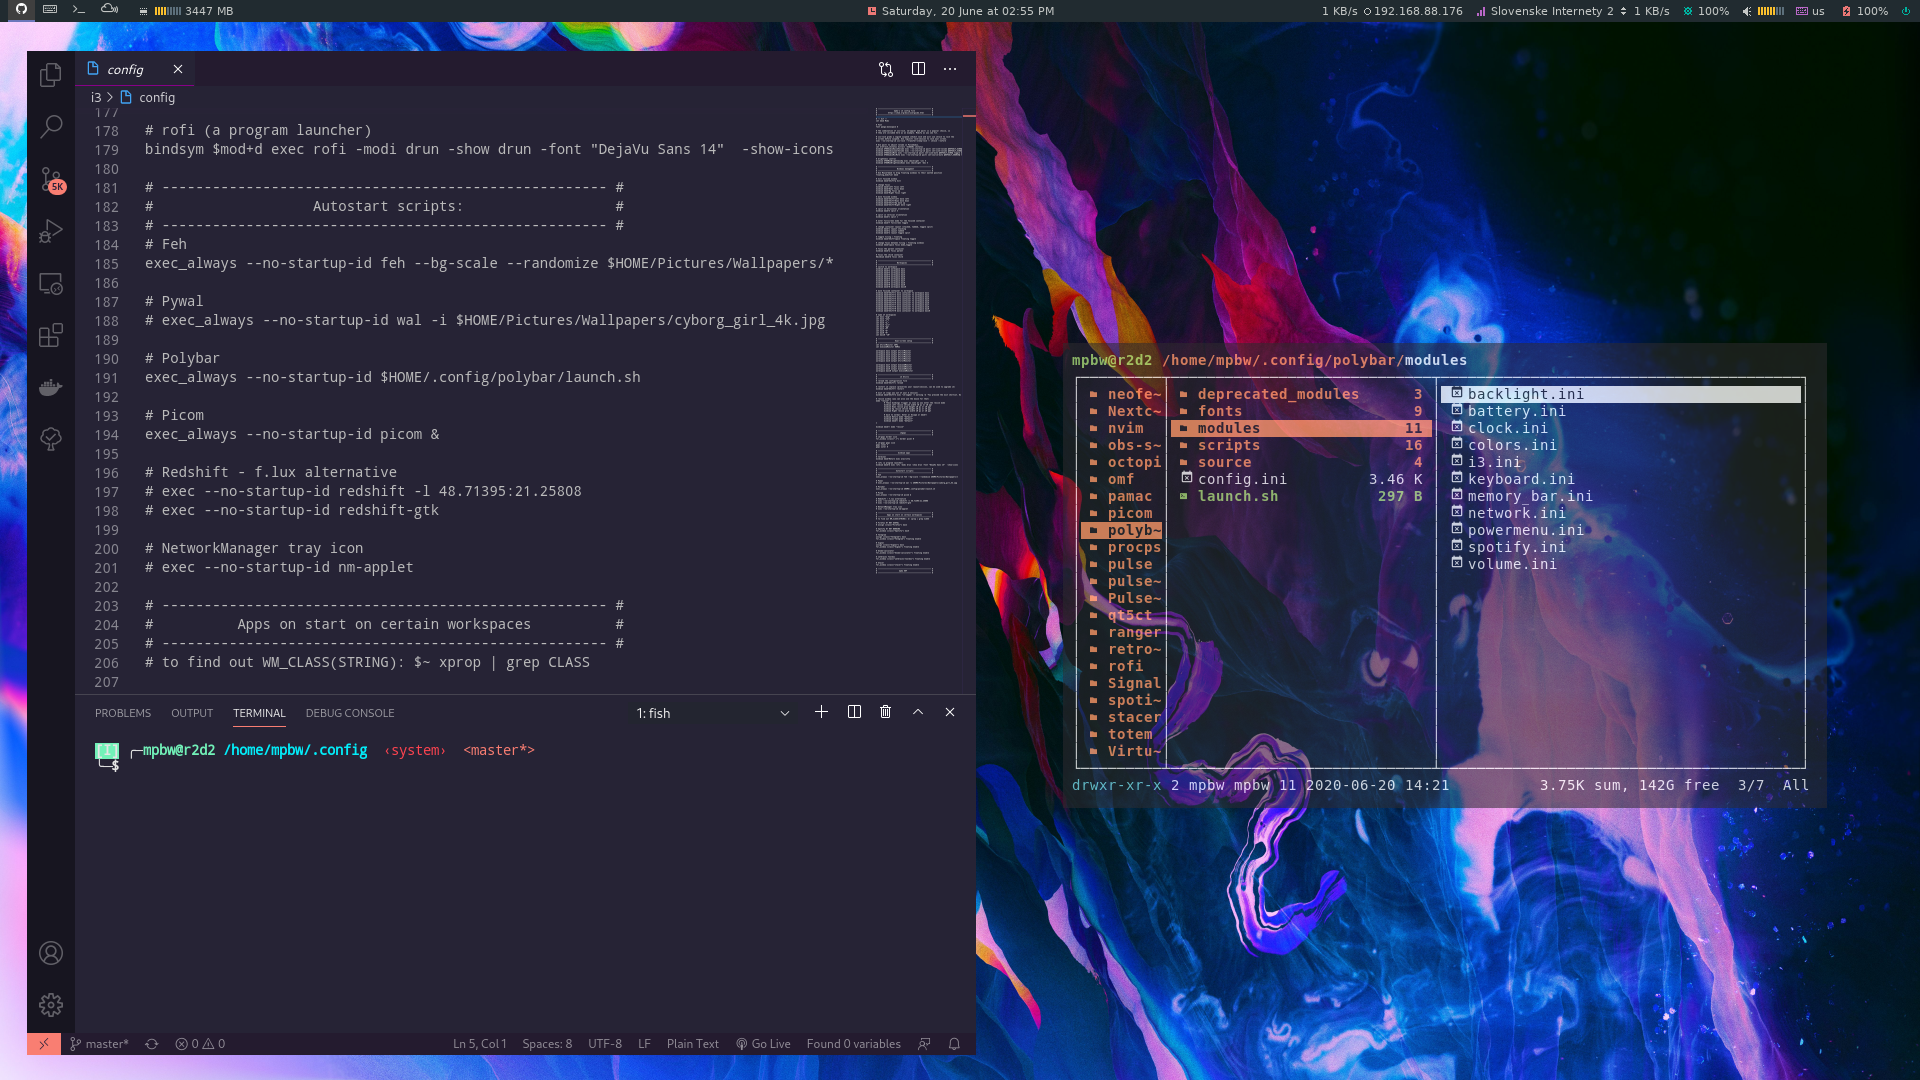 3447 MB
Saturday, 20 June at 02:55 PM
1 KB/s 192.168.88.176 Slovenske Internety 2 1 KB/s 100% us 100%
config
i3 > config
177
178 # rofi (a program launcher)
179 bindsym $mod+d exec rofi -modi drun -show drun -font "DejaVu Sans 14"  -show-icons
180
181 # ----------------------------------------------------- #
182 # Autostart scripts: #
183 # ----------------------------------------------------- #
184 # Feh
185 exec_always --no-startup-id feh --bg-scale --randomize $HOME/Pictures/Wallpapers/*
186
187 # Pywal
188 # exec_always --no-startup-id wal -i $HOME/Pictures/Wallpapers/cyborg_girl_4k.jpg
189
190 # Polybar
191 exec_always --no-startup-id $HOME/.config/polybar/launch.sh
192
193 # Picom
194 exec_always --no-startup-id picom &
195
196 # Redshift - f.lux alternative
197 # exec --no-startup-id redshift -l 48.71395:21.25808
198 # exec --no-startup-id redshift-gtk
199
200 # NetworkManager tray icon
201 # exec --no-startup-id nm-applet
202
203 # ----------------------------------------------------- #
204 # Apps on start on certain workspaces #
205 # ----------------------------------------------------- #
206 # to find out WM_CLASS(STRING): $~ xprop | grep CLASS
207
5K
PROBLEMS OUTPUT TERMINAL DEBUG CONSOLE 1: fish
[I] ╭─mpbw@r2d2 /home/mpbw/.config ‹system› <master*>
╰─$
master* 0 0 Ln 5, Col 1 Spaces: 8 UTF-8 LF Plain Text Go Live Found 0 variables
mpbw@r2d2 /home/mpbw/.config/polybar/modules
neofe~ deprecated_modules 3 backlight.ini
Nextc~ fonts 9 battery.ini
nvim modules 11 clock.ini
obs-s~ scripts 16 colors.ini
octopi source 4 i3.ini
omf config.ini 3.46 K keyboard.ini
pamac launch.sh 297 B memory_bar.ini
picom network.ini
polyb~ powermenu.ini
procps spotify.ini
pulse volume.ini
pulse~
Pulse~
qt5ct
ranger
retro~
rofi
Signal
spoti~
stacer
totem
Virtu~
drwxr-xr-x 2 mpbw mpbw 11 2020-06-20 14:21 3.75K sum, 142G free 3/7 All